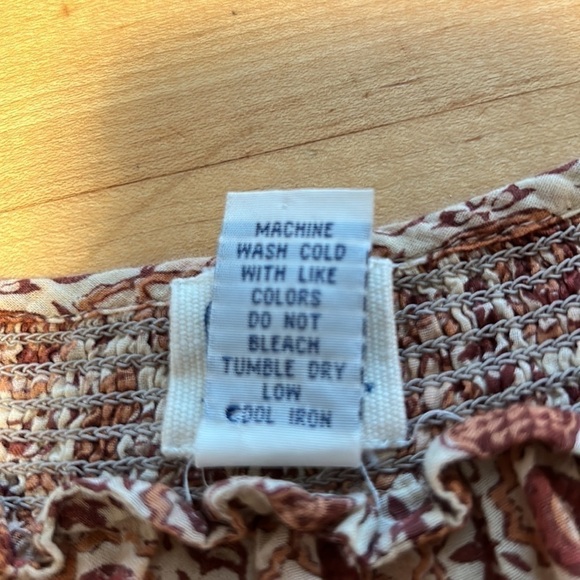 MACHINE
WASH COLD
WITH LIKE
COLORS
DO NOT
BLEACH
TUMBLE DRY
LOW
COOL IRON